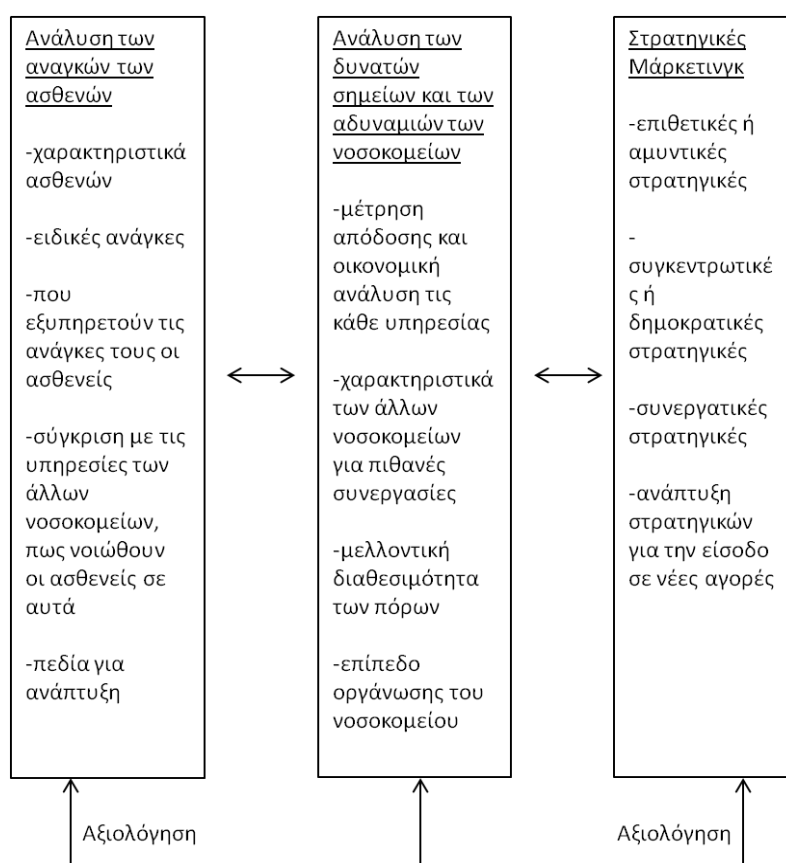 Ανάλυση των
αναγκών των
ασθενών
-χαρακτηριστικά
ασθενών
-ειδικές ανάγκες
-που
εξυπηρετούν τις
ανάγκες τους οι
ασθενείς
-σύγκριση με τις
υπηρεσίες των
άλλων
νοσοκομείων,
πως νοιώθουν
οι ασθενείς σε
αυτά
-πεδία για
ανάπτυξη
Ανάλυση των
δυνατών
σημείων και των
αδυναμιών των
νοσοκομείων
-μέτρηση
απόδοσης και
οικονομική
ανάλυση τις
κάθε υπηρεσίας
-χαρακτηριστικά
των άλλων
νοσοκομείων
για πιθανές
συνεργασίες
-μελλοντική
διαθεσιμότητα
των πόρων
-επίπεδο
οργάνωσης του
νοσοκομείου
Στρατηγικές
Μάρκετινγκ
-επιθετικές ή
αμυντικές
στρατηγικές
-
συγκεντρωτικέ
ς ή
δημοκρατικές
στρατηγικές
-συνεργατικές
στρατηγικές
-ανάπτυξη
στρατηγικών
για την είσοδο
σε νέες αγορές
Αξιολόγηση
Αξιολόγηση